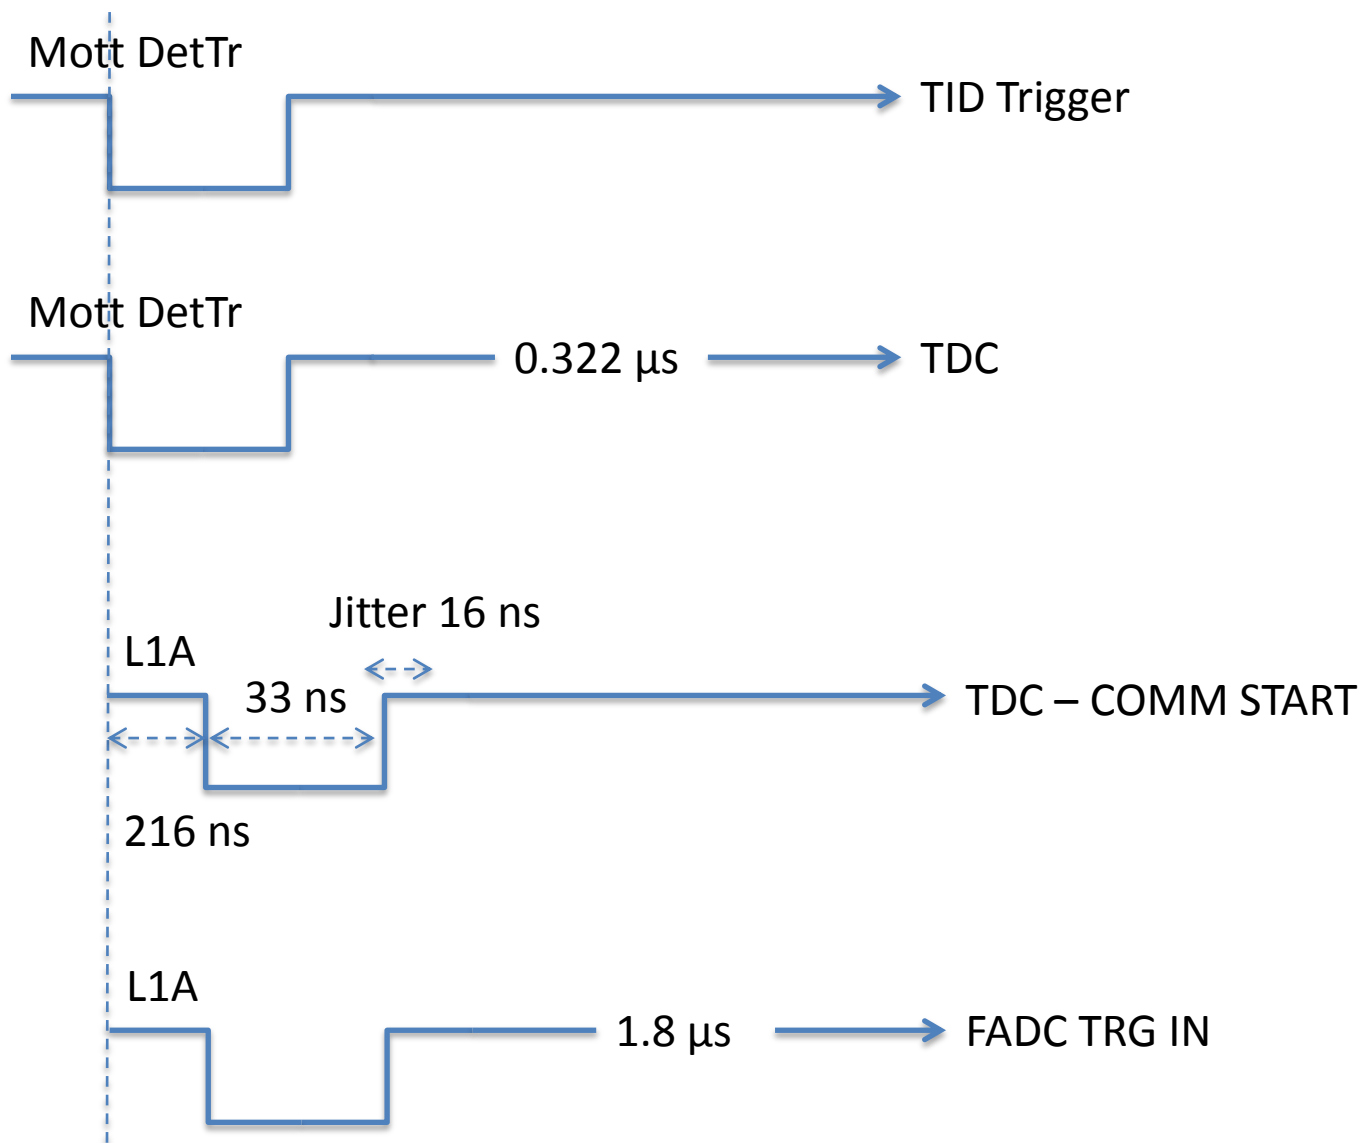 Mott DetTr
TID Trigger
Mott DetTr
0.322 µs
TDC
Jitter 16 ns
L1A
33 ns
TDC – COMM START
216 ns
L1A
1.8 µs
FADC TRG IN